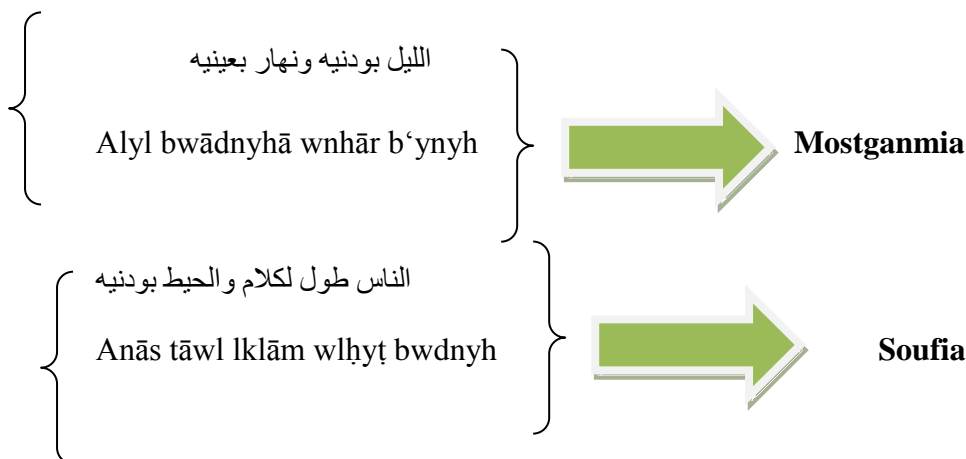 الليل بودنيه ونهار بعينيه
Alyl bwādnyhā wnhār b‘ynyh
Mostganmia
الناس طول لكلام والحيط بودنيه
Anās tāwl lklām wlḥyṭ bwdnyh
Soufia